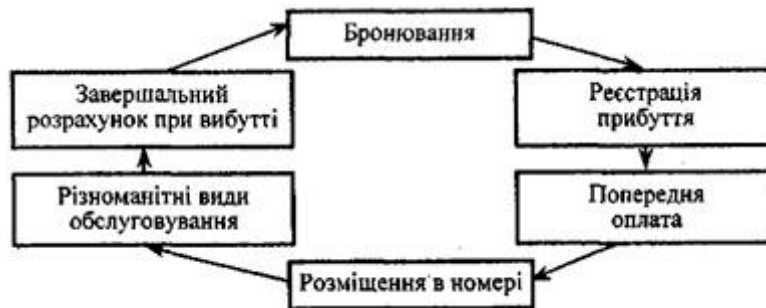 Бронювання
Завершальний
розрахунок при вибутті
Реєстрація
прибуття
Різноманітні види
обслуговування
Попередня
оплата
Розміщення в номері